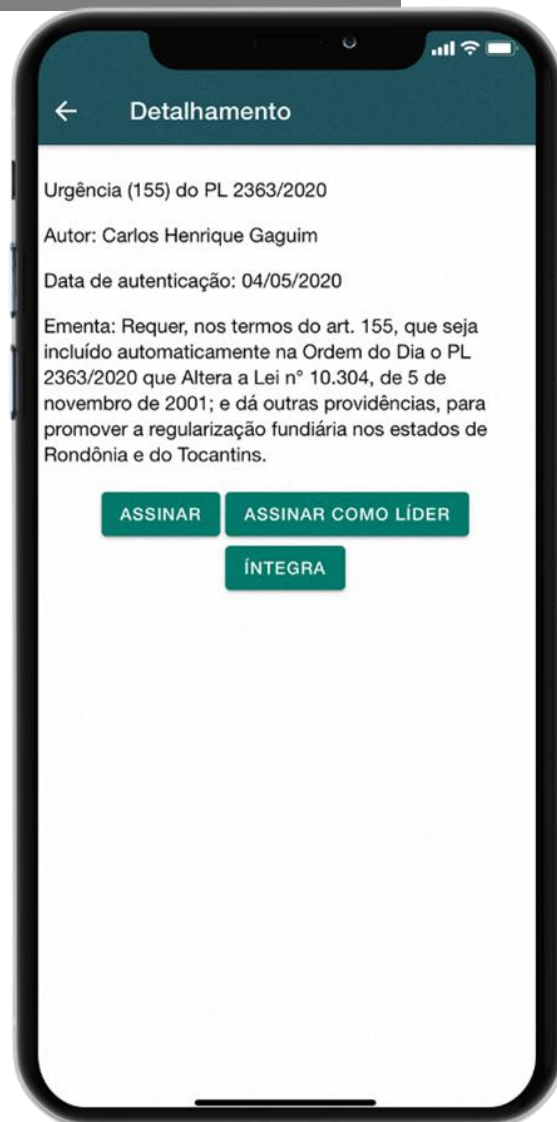 Detalhamento
Urgência (155) do PL 2363/2020
Autor: Carlos Henrique Gaguim
Data de autenticação: 04/05/2020
Ementa: Requer, nos termos do art. 155, que seja
incluído automaticamente na Ordem do Dia o PL
2363/2020 que Altera a Lei n° 10.304, de 5 de
novembro de 2001; e dá outras providências, para
promover a regularização fundiária nos estados de
Rondônia e do Tocantins.
ASSINAR ASSINAR COMO LÍDER
ÍNTEGRA